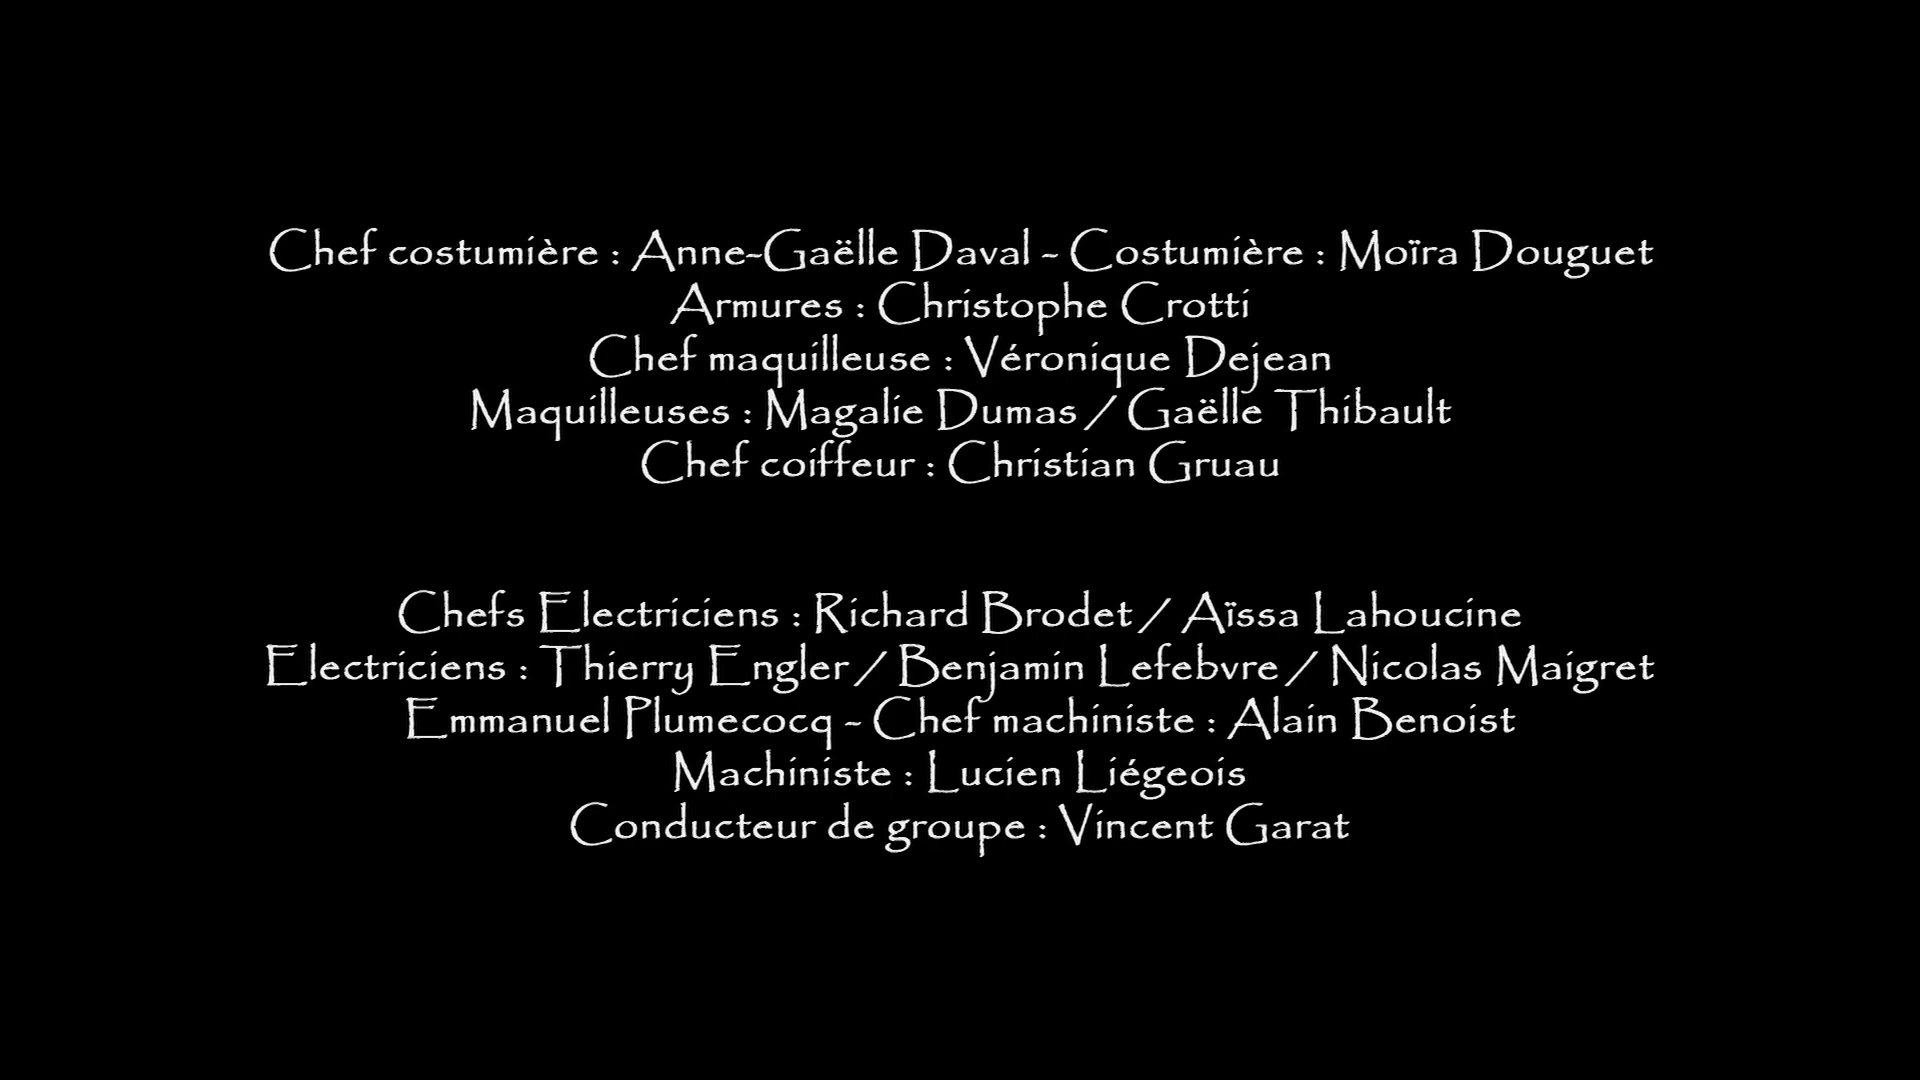 Chef costumière : Anne-Gaëlle Daval - Costumière : Moïra Douguet
Armures : Christophe Crotti
Chef maquilleuse : Véronique Dejean
Maquilleuses : Magalie Dumas / Gaëlle Thibault
Chef coiffeur : Christian Gruau
Chefs Electriciens : Richard Brodet / Aïssa Lahoucine
Electriciens : Thierry Engler / Benjamin Lefebvre / Nicolas Maigret
Emmanuel Plumecocq - Chef machiniste : Alain Benoist
Machiniste : Lucien Liégeois
Conducteur de groupe : Vincent Garat